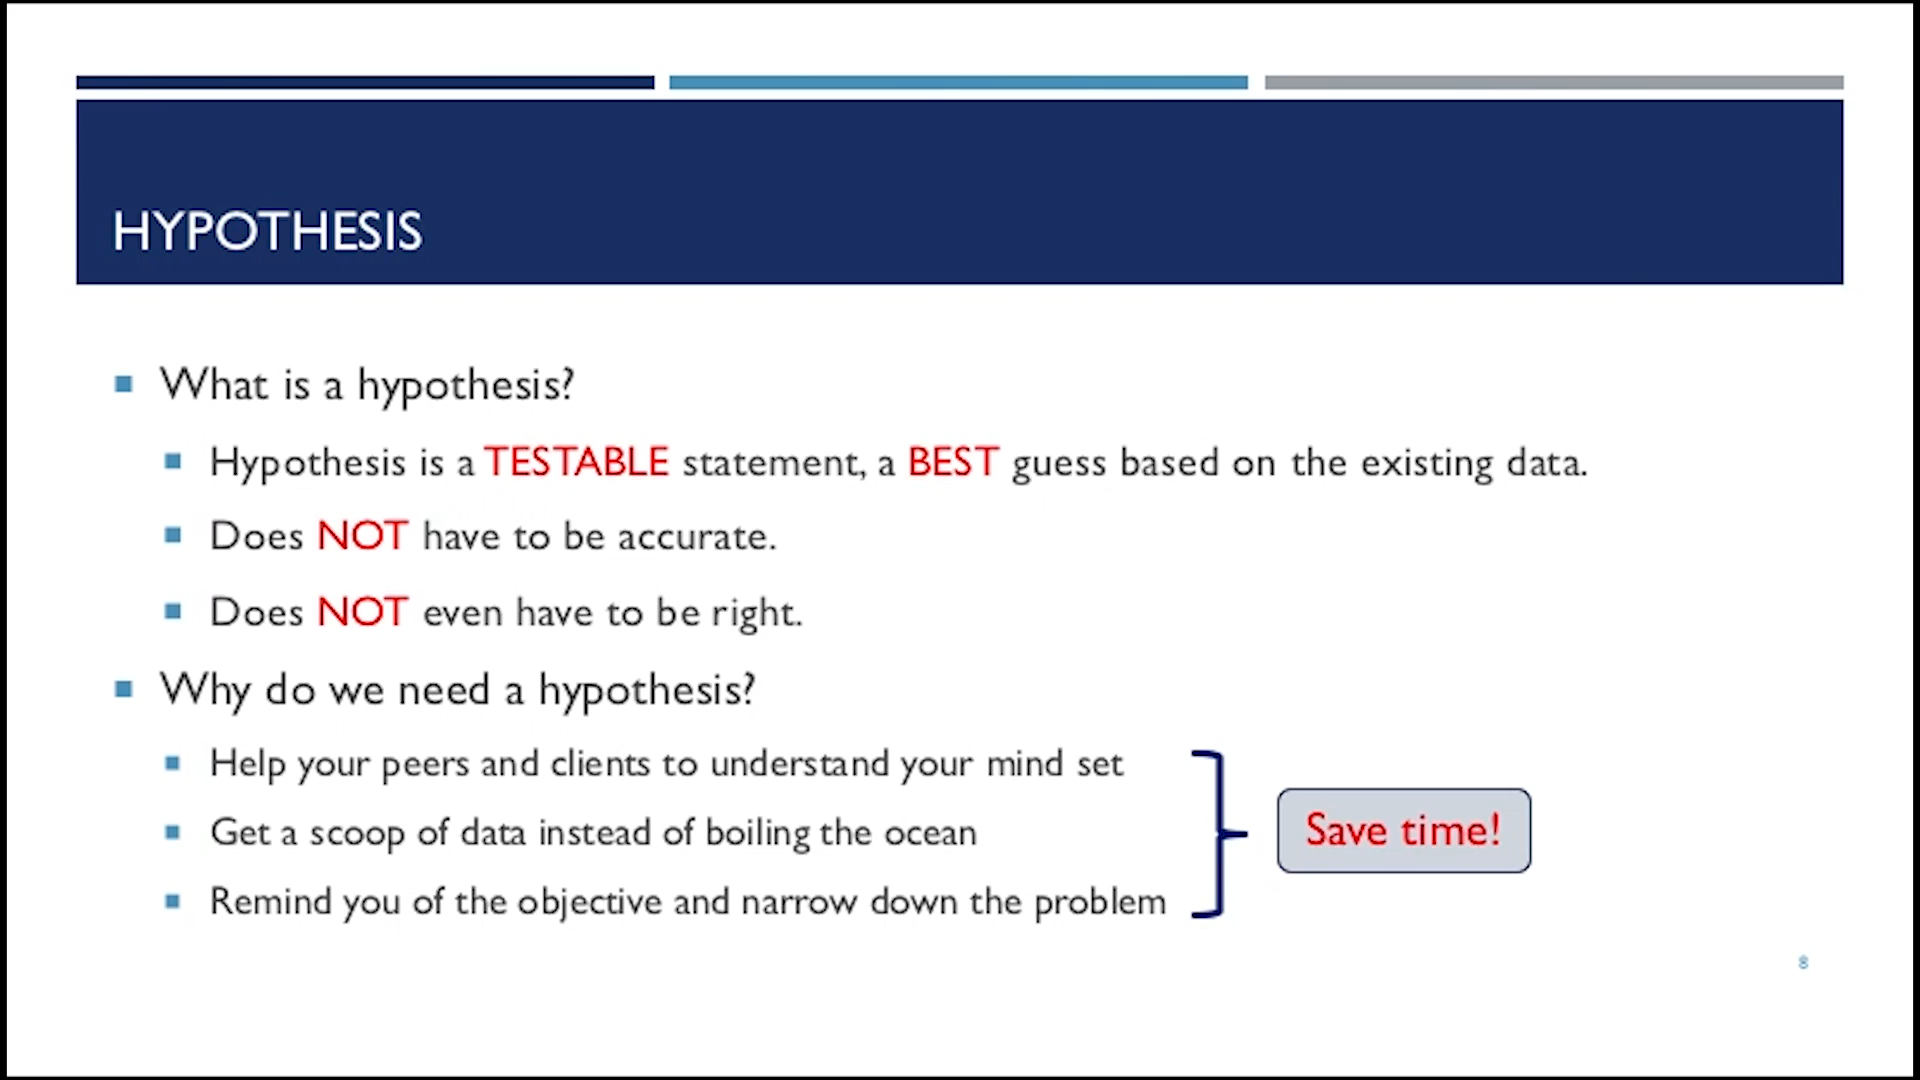 HYPOTHESIS
What is a hypothesis?
Hypothesis is a TESTABLE statement, a BEST guess based on the existing data.
Does NOT have to be accurate.
Does NOT even have to be right.
Why do we need a hypothesis?
Help your peers and clients to understand your mind set
Get a scoop of data instead of boiling the ocean
Remind you of the objective and narrow down the problem
Save time!
8